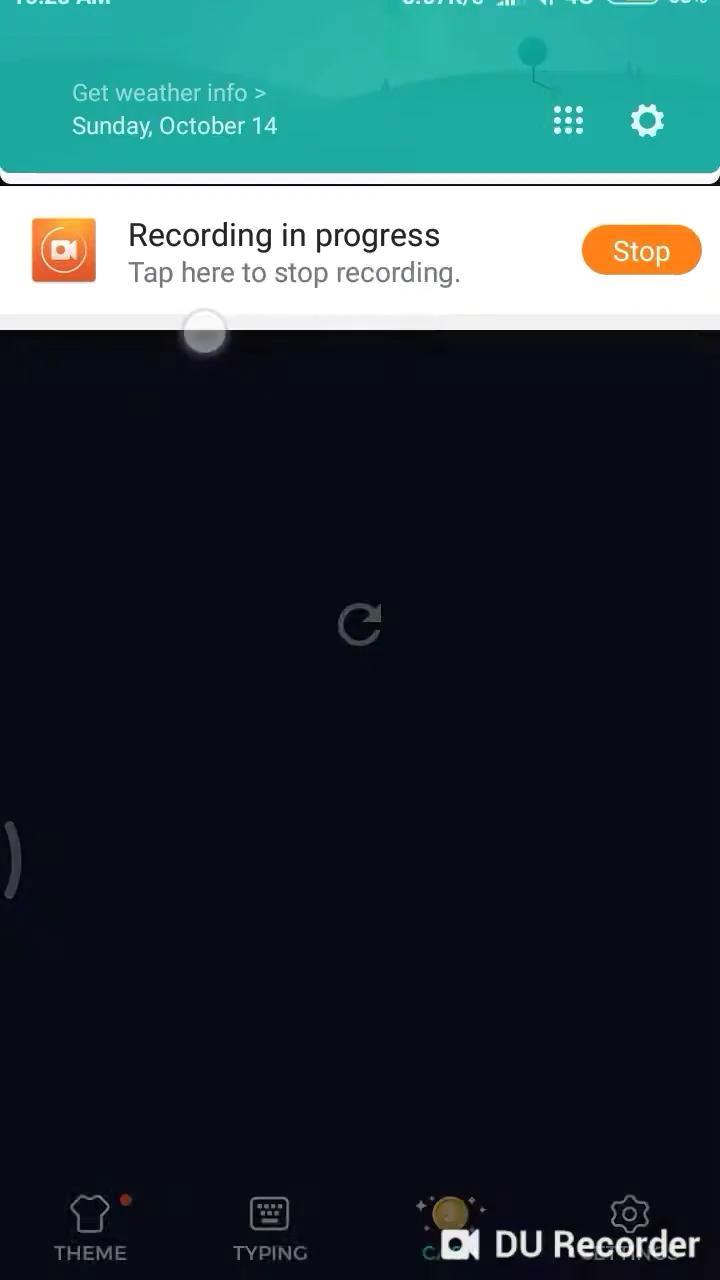 Get weather info >
Sunday, October 14
Recording in progress
Tap here to stop recording.
Stop
THEME
TYPING
DU Recorder